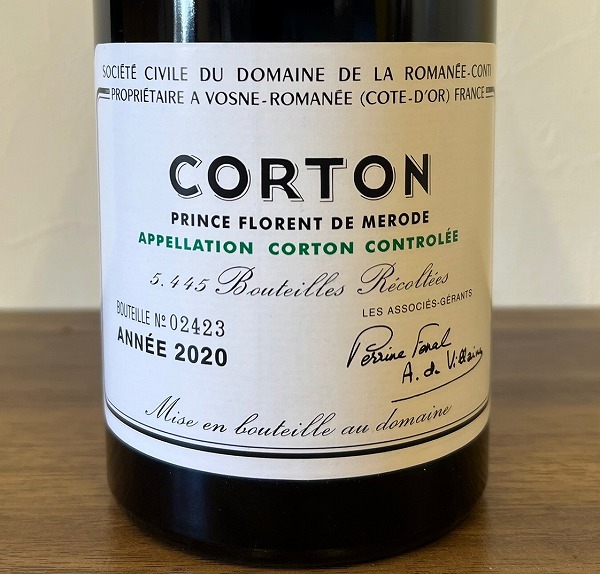 SOCIÉTÉ CIVILE DU DOMAINE DE LA ROMANÉE-CONTI
PROPRIÉTAIRE A VOSNE-ROMANÉE (COTE-D'OR) FRANCE
CORTON
PRINCE FLORENT DE MERODE
APPELLATION CORTON CONTROLÉE
5.445 Bouteilles Récoltées
LES ASSOCIÉS-GÉRANTS
BOUTEILLE Nº 02423
ANNÉE 2020
Perrine Fenal
A. de Villaine
Mise en bouteille au domaine